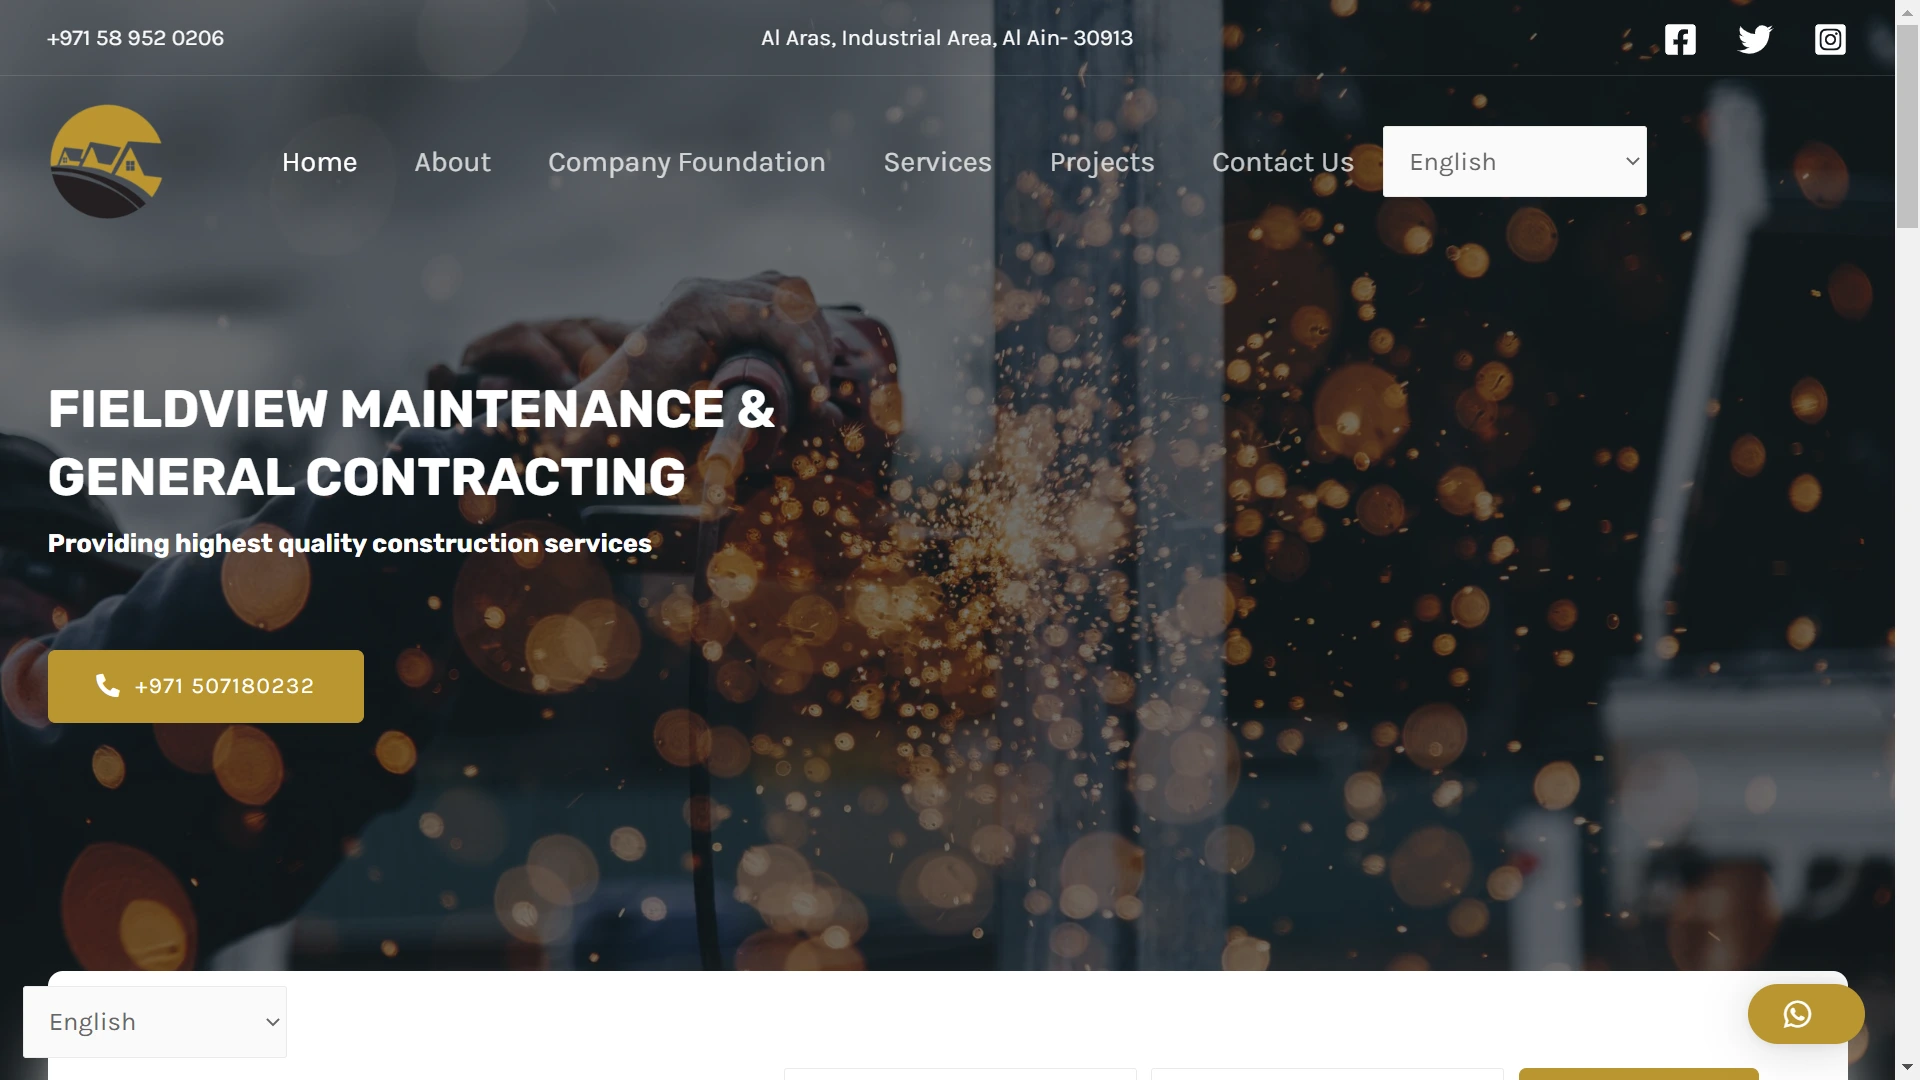 +971 58 952 0206
Al Aras, Industrial Area, Al Ain- 30913
Home
About
Company Foundation
Services
Projects
Contact Us
English
FIELDVIEW MAINTENANCE &
GENERAL CONTRACTING
Providing highest quality construction services
+971 507180232
English